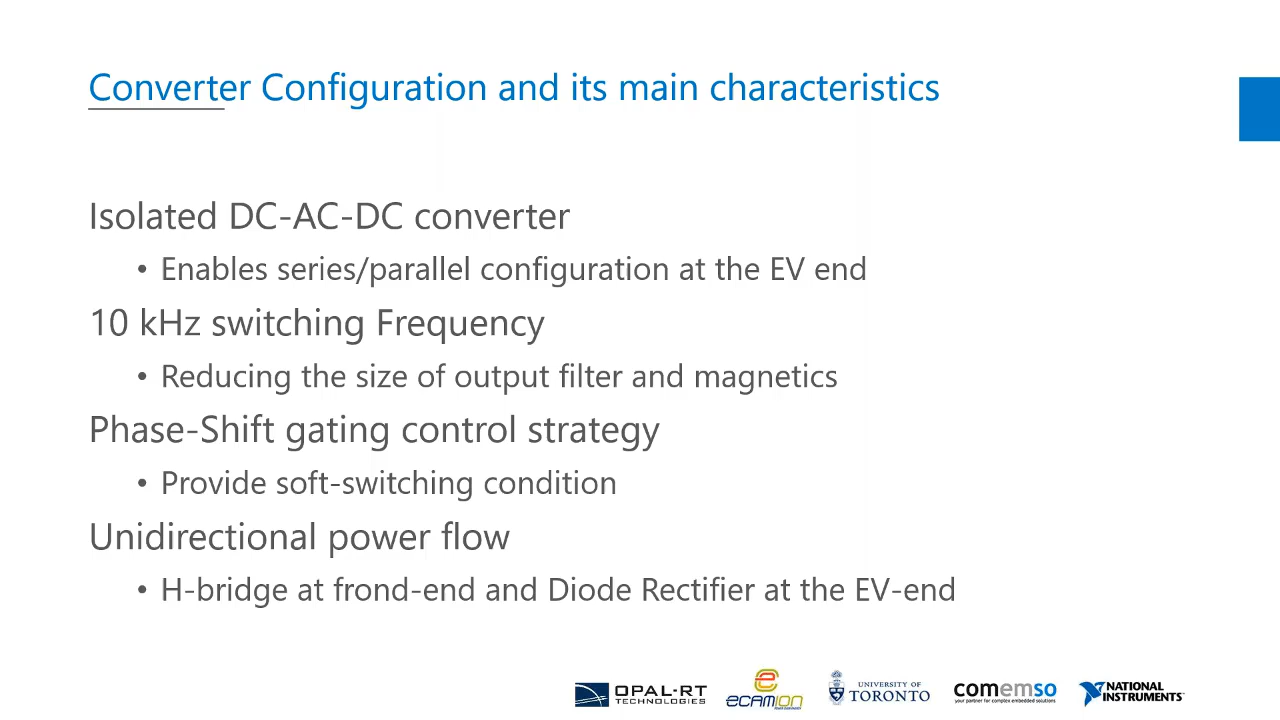 Converter Configuration and its main characteristics
Isolated DC-AC-DC converter
• Enables series/parallel configuration at the EV end
10 kHz switching Frequency
• Reducing the size of output filter and magnetics
Phase-Shift gating control strategy
• Provide soft-switching condition
Unidirectional power flow
• H-bridge at frond-end and Diode Rectifier at the EV-end
OPAL-RT
TECHNOLOGIES
ecamion
UNIVERSITY OF
TORONTO
comemso
your partner for complex embedded solutions
NATIONAL
INSTRUMENTS